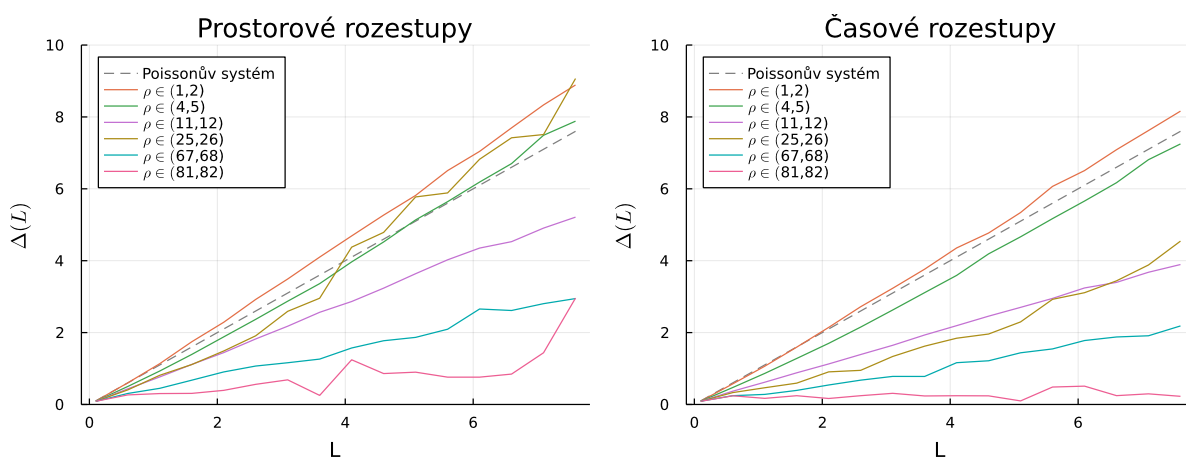 Prostorové rozestupy
10
8
6
4
2
0
0
2
4
6
Δ(L)
L
Poissonův systém
ρ ∈ (1,2)
ρ ∈ (4,5)
ρ ∈ (11,12)
ρ ∈ (25,26)
ρ ∈ (67,68)
ρ ∈ (81,82)
Časové rozestupy
10
8
6
4
2
0
0
2
4
6
Δ(L)
L
Poissonův systém
ρ ∈ (1,2)
ρ ∈ (4,5)
ρ ∈ (11,12)
ρ ∈ (25,26)
ρ ∈ (67,68)
ρ ∈ (81,82)